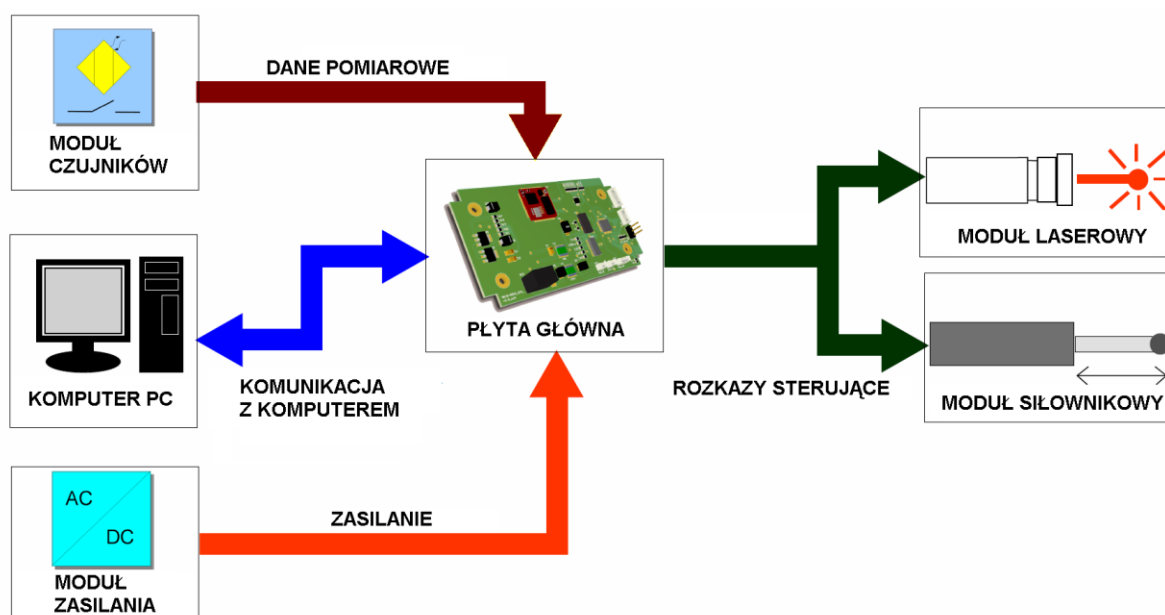 DANE POMIAROWE
MODUŁ
CZUJNIKÓW
MODUŁ LASEROWY
PŁYTA GŁÓWNA
KOMPUTER PC
KOMUNIKACJA
Z KOMPUTEREM
ROZKAZY STERUJĄCE
MODUŁ SIŁOWNIKOWY
AC
DC
ZASILANIE
MODUŁ
ZASILANIA